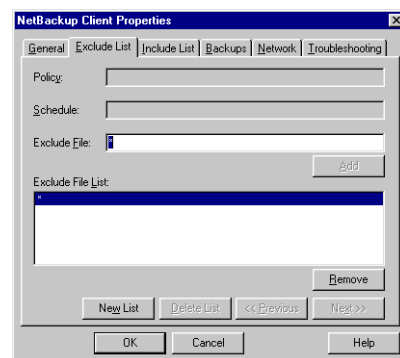 NetBackup Client Properties
General Exclude List Include List Backups Network Troubleshooting
Policy:
Schedule:
Exclude File: *
Add
Exclude File List:
*
Remove
New List Delete List << Previous Next >>
OK Cancel Help